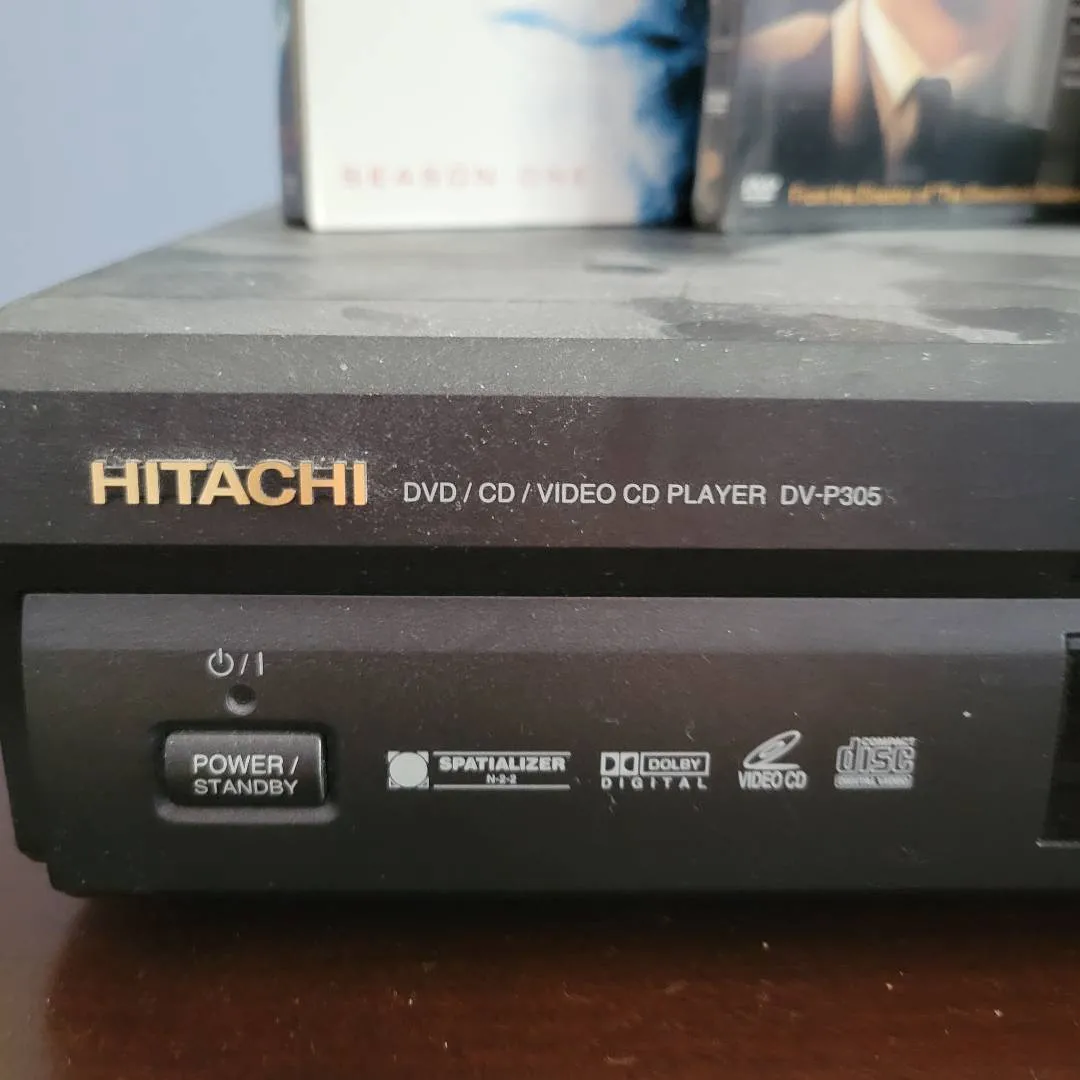 SEASON ONE
DVD
HITACHI DVD / CD / VIDEO CD PLAYER DV-P305
⏻/I
POWER / STANDBY
SPATIALIZER
N-2-2
DOLBY
DIGITAL
VIDEO CD
COMPACT
disc
DIGITAL VIDEO